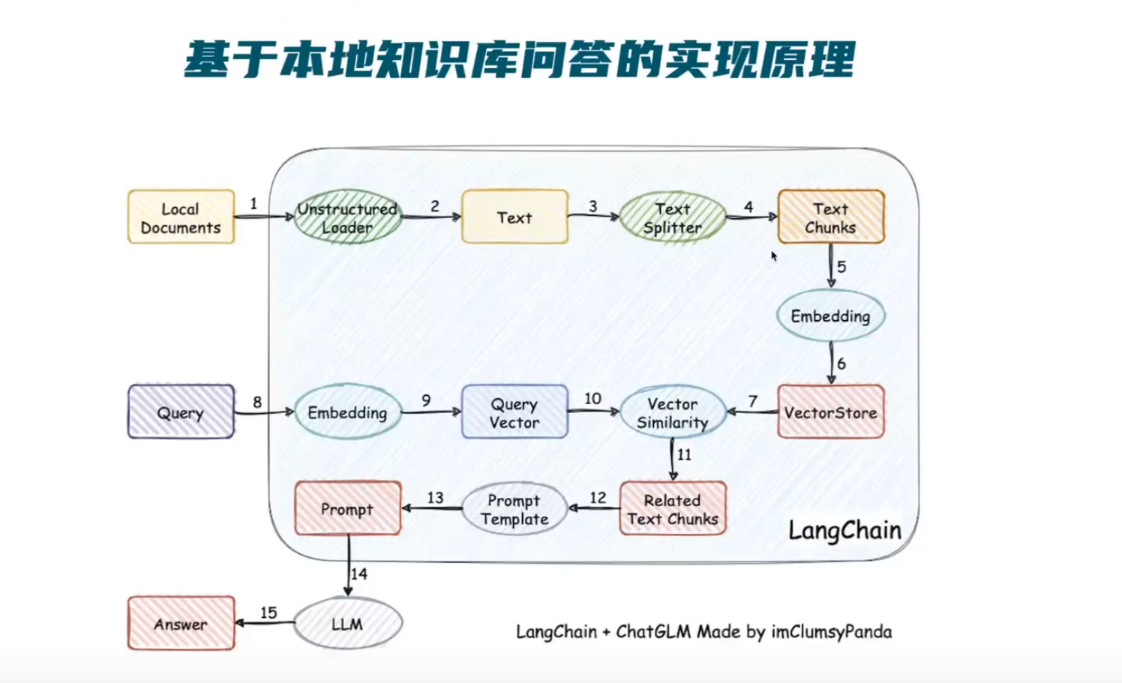 基于本地知识库问答的实现原理
Local
Documents
1
Unstructured
Loader
2
Text
3
Text
Splitter
4
Text
Chunks
5
Embedding
6
Query
8
Embedding
9
Query
Vector
10
Vector
Similarity
7
VectorStore
11
Prompt
13
Prompt
Template
12
Related
Text Chunks
LangChain
14
Answer
15
LLM
LangChain + ChatGLM Made by imClumsyPanda